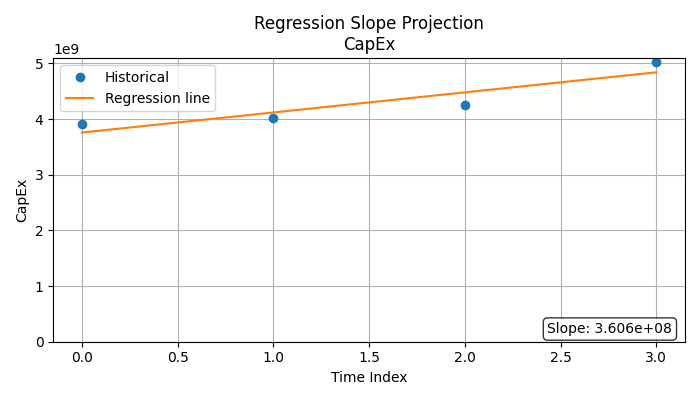 Regression Slope Projection
CapEx
1e9
Historical
Regression line
5
4
3
2
1
0
CapEx
Slope: 3.606e+08
0.0 0.5 1.0 1.5 2.0 2.5 3.0
Time Index